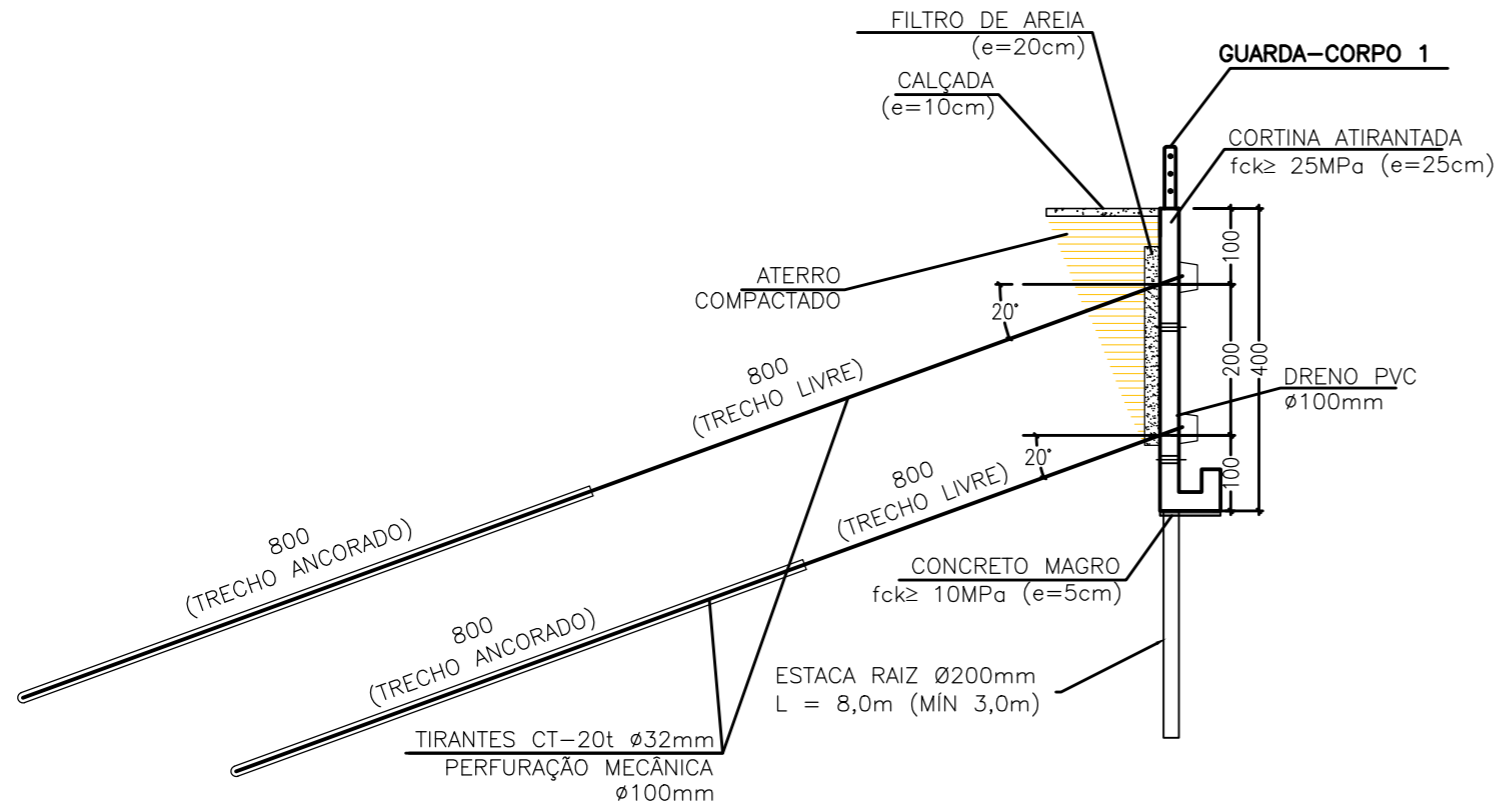 FILTRO DE AREIA
(e=20cm)
GUARDA-CORPO 1
CALÇADA
(e=10cm)
CORTINA ATIRANTADA
fck≥ 25MPa (e=25cm)
100
ATERRO
COMPACTADO
20°
200
400
800
(TRECHO LIVRE)
DRENO PVC
ø100mm
20°
100
800
(TRECHO LIVRE)
800
(TRECHO ANCORADO)
CONCRETO MAGRO
fck≥ 10MPa (e=5cm)
800
(TRECHO ANCORADO)
ESTACA RAIZ Ø200mm
L = 8,0m (MÍN 3,0m)
TIRANTES CT-20t ø32mm
PERFURAÇÃO MECÂNICA
ø100mm